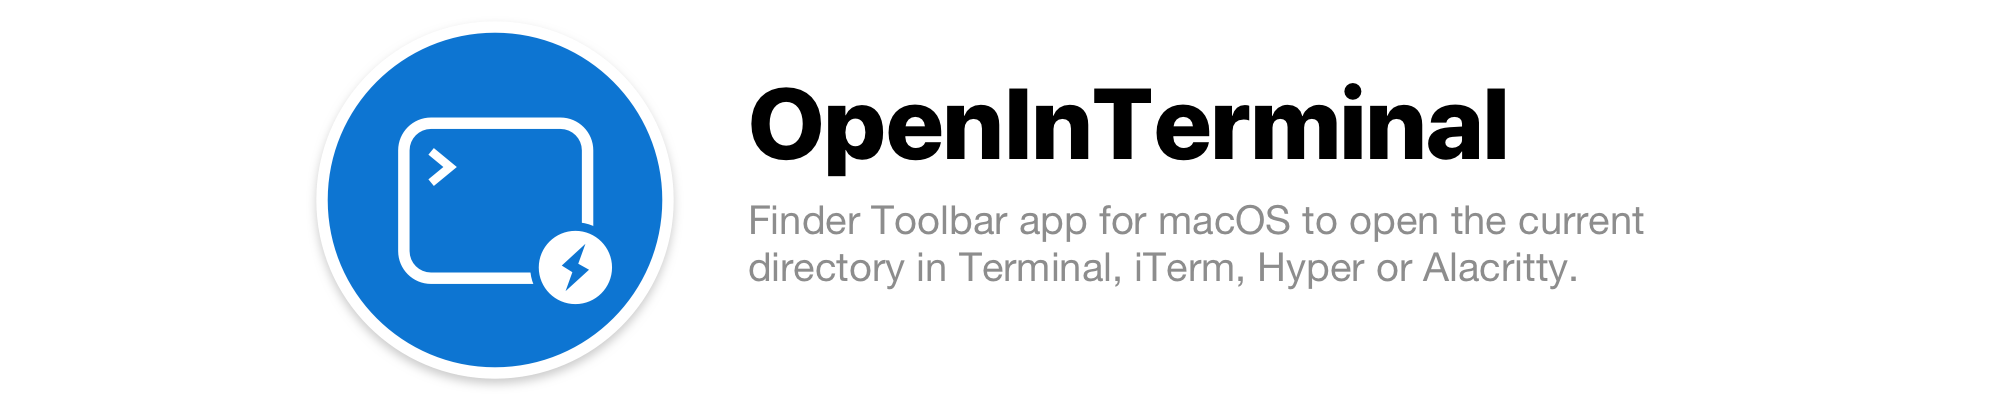 OpenInTerminal
Finder Toolbar app for macOS to open the current
directory in Terminal, iTerm, Hyper or Alacritty.